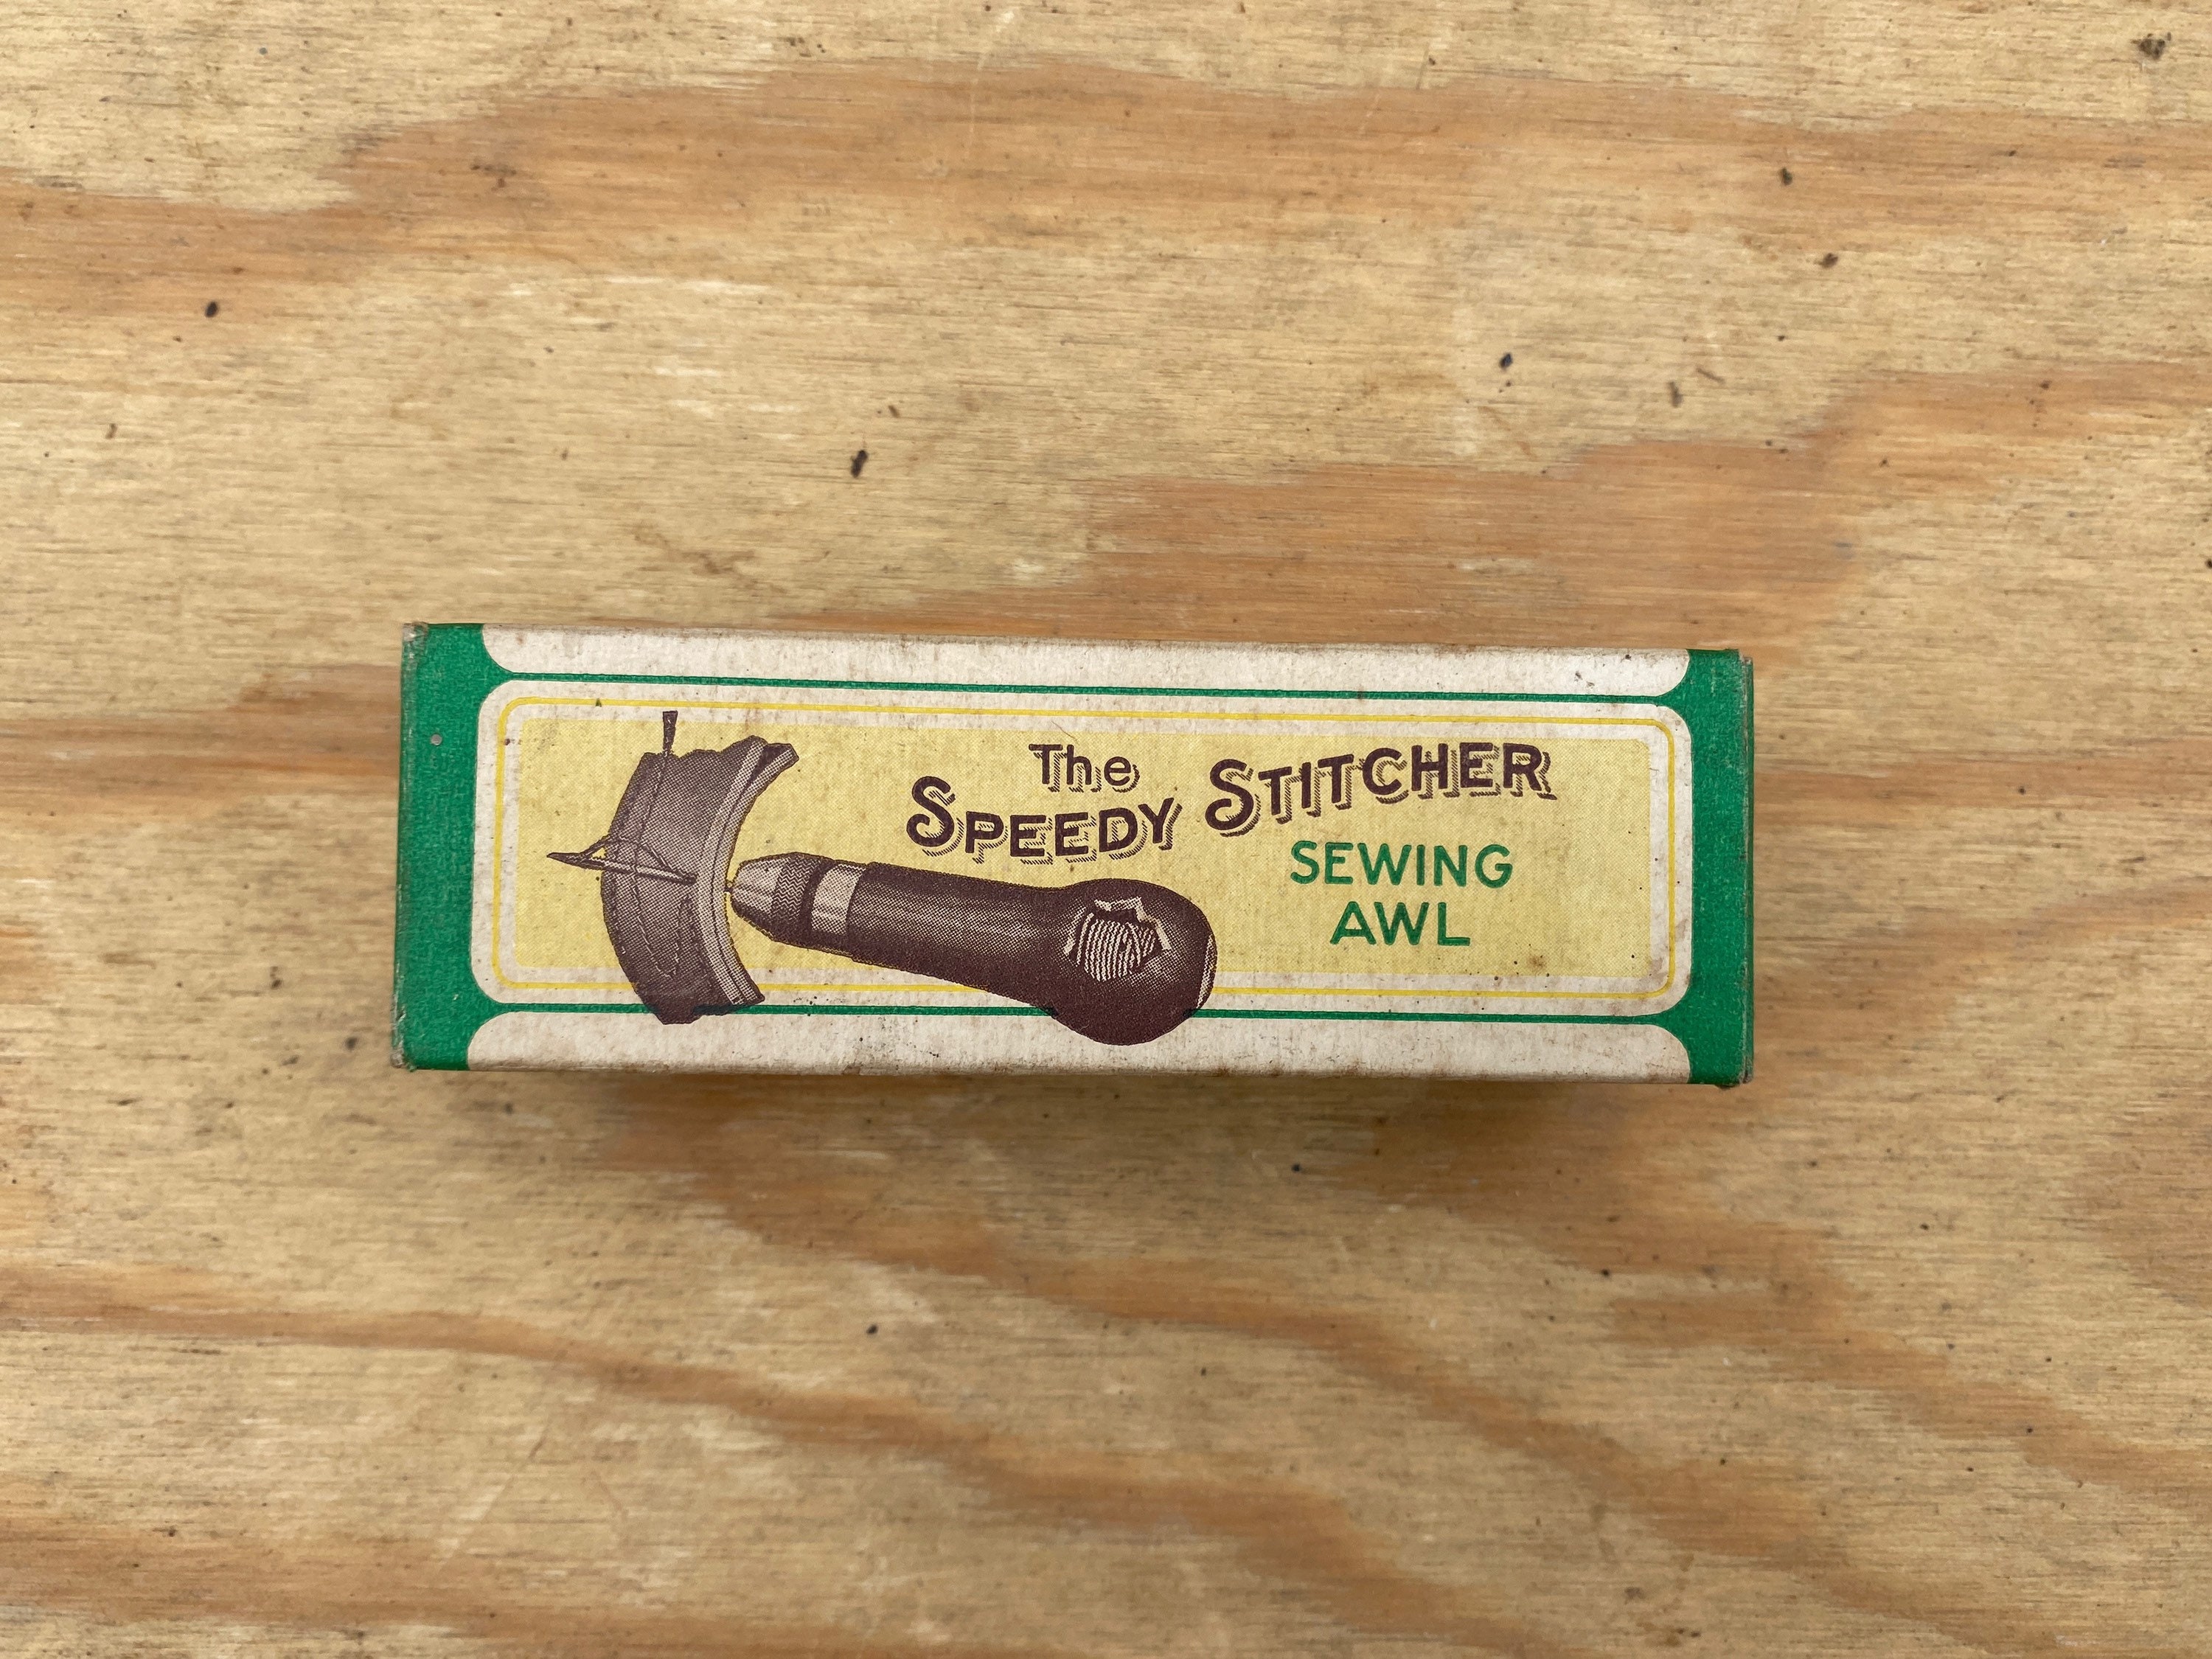 The
SPEEDY STITCHER
SEWING
AWL